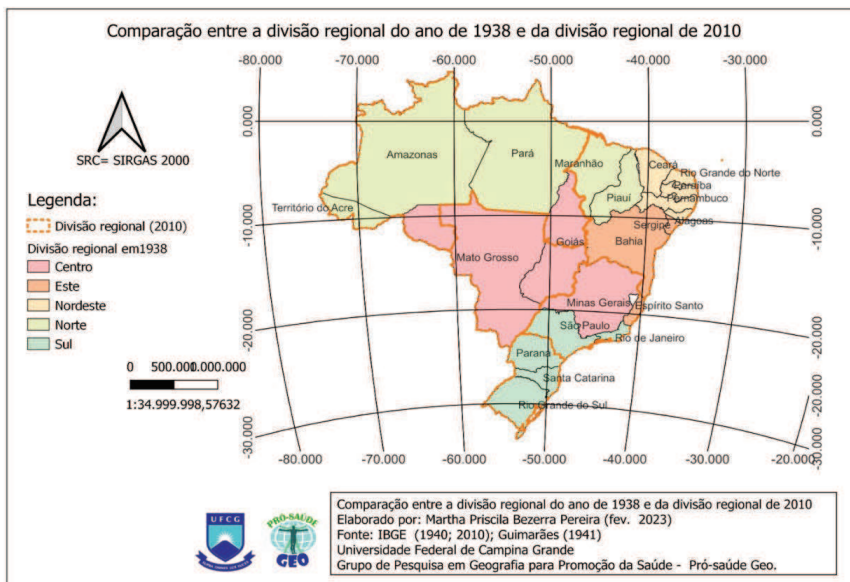 Comparação entre a divisão regional do ano de 1938 e da divisão regional de 2010
-80.000 -70.000 -60.000 -50.000 -40.000 -30.000
0.000 0.000
SRC= SIRGAS 2000
Amazonas
Pará
Maranhão
Ceará
Rio Grande do Norte
Paraíba
Pernambuco
Piauí
Território do Acre
Alagoas
Sergipe
-10.000 -10.000
Bahia
Goiás
Mato Grosso
Legenda:
Divisão regional (2010)
Divisão regional em1938
Centro
Este
Nordeste
Norte
Sul
Minas Gerais
Espírito Santo
São Paulo
Rio de Janeiro
-20.000 -20.000
Paraná
Santa Catarina
Rio Grande do Sul
0 500.000 1.000.000
1:34.999.998,57632
-30.000 -30.000
-80.000 -70.000 -60.000 -50.000 -40.000 -30.000 -20.000
UFCG
PRÓ-SAÚDE
GEO
Comparação entre a divisão regional do ano de 1938 e da divisão regional de 2010
Elaborado por: Martha Priscila Bezerra Pereira (fev. 2023)
Fonte: IBGE (1940; 2010); Guimarães (1941)
Universidade Federal de Campina Grande
Grupo de Pesquisa em Geografia para Promoção da Saúde - Pró-saúde Geo.